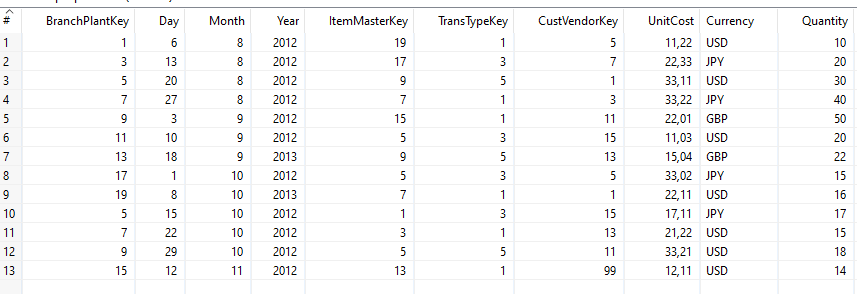 # BranchPlantKey Day Month Year ItemMasterKey TransTypeKey CustVendorKey UnitCost Currency Quantity
1 1 6 8 2012 19 1 5 11,22 USD 10
2 3 13 8 2012 17 3 7 22,33 JPY 20
3 5 20 8 2012 9 5 1 33,11 USD 30
4 7 27 8 2012 7 1 3 33,22 JPY 40
5 9 3 9 2012 15 1 11 22,01 GBP 50
6 11 10 9 2012 5 3 15 11,03 USD 20
7 13 18 9 2013 9 5 13 15,04 GBP 22
8 17 1 10 2012 5 3 5 33,02 JPY 15
9 19 8 10 2013 7 1 1 22,11 USD 16
10 5 15 10 2012 1 3 15 17,11 JPY 17
11 7 22 10 2012 3 1 13 21,22 USD 15
12 9 29 10 2012 5 5 11 33,21 USD 18
13 15 12 11 2012 13 1 99 12,11 USD 14